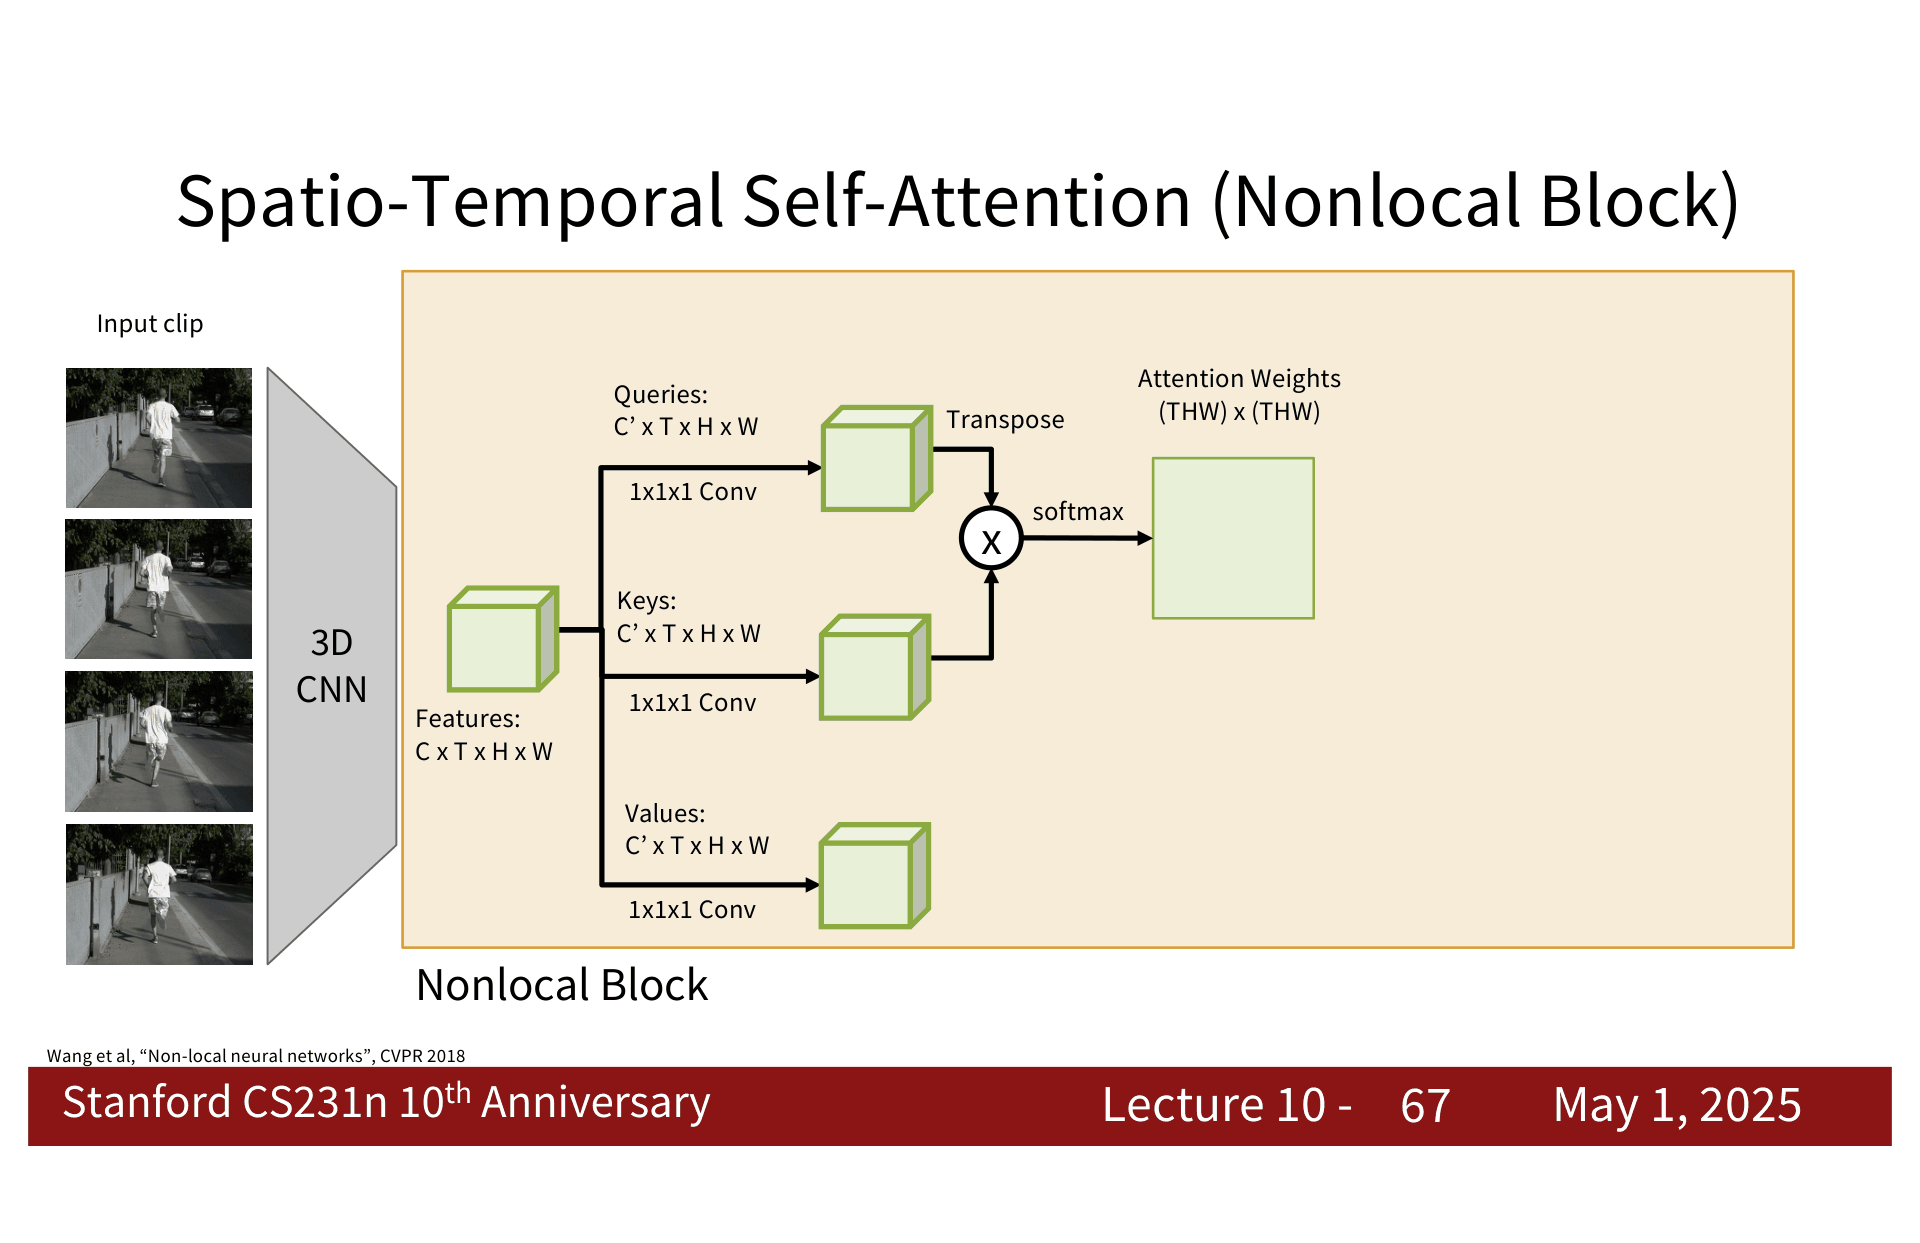 Spatio-Temporal Self-Attention (Nonlocal Block)
Input clip
3D
CNN
Features:
C x T x H x W
Queries:
C’ x T x H x W
1x1x1 Conv
Keys:
C’ x T x H x W
1x1x1 Conv
Values:
C’ x T x H x W
1x1x1 Conv
Transpose
x
softmax
Attention Weights
(THW) x (THW)
Nonlocal Block
Wang et al, “Non-local neural networks”, CVPR 2018
Stanford CS231n 10th Anniversary
Lecture 10 - 67
May 1, 2025